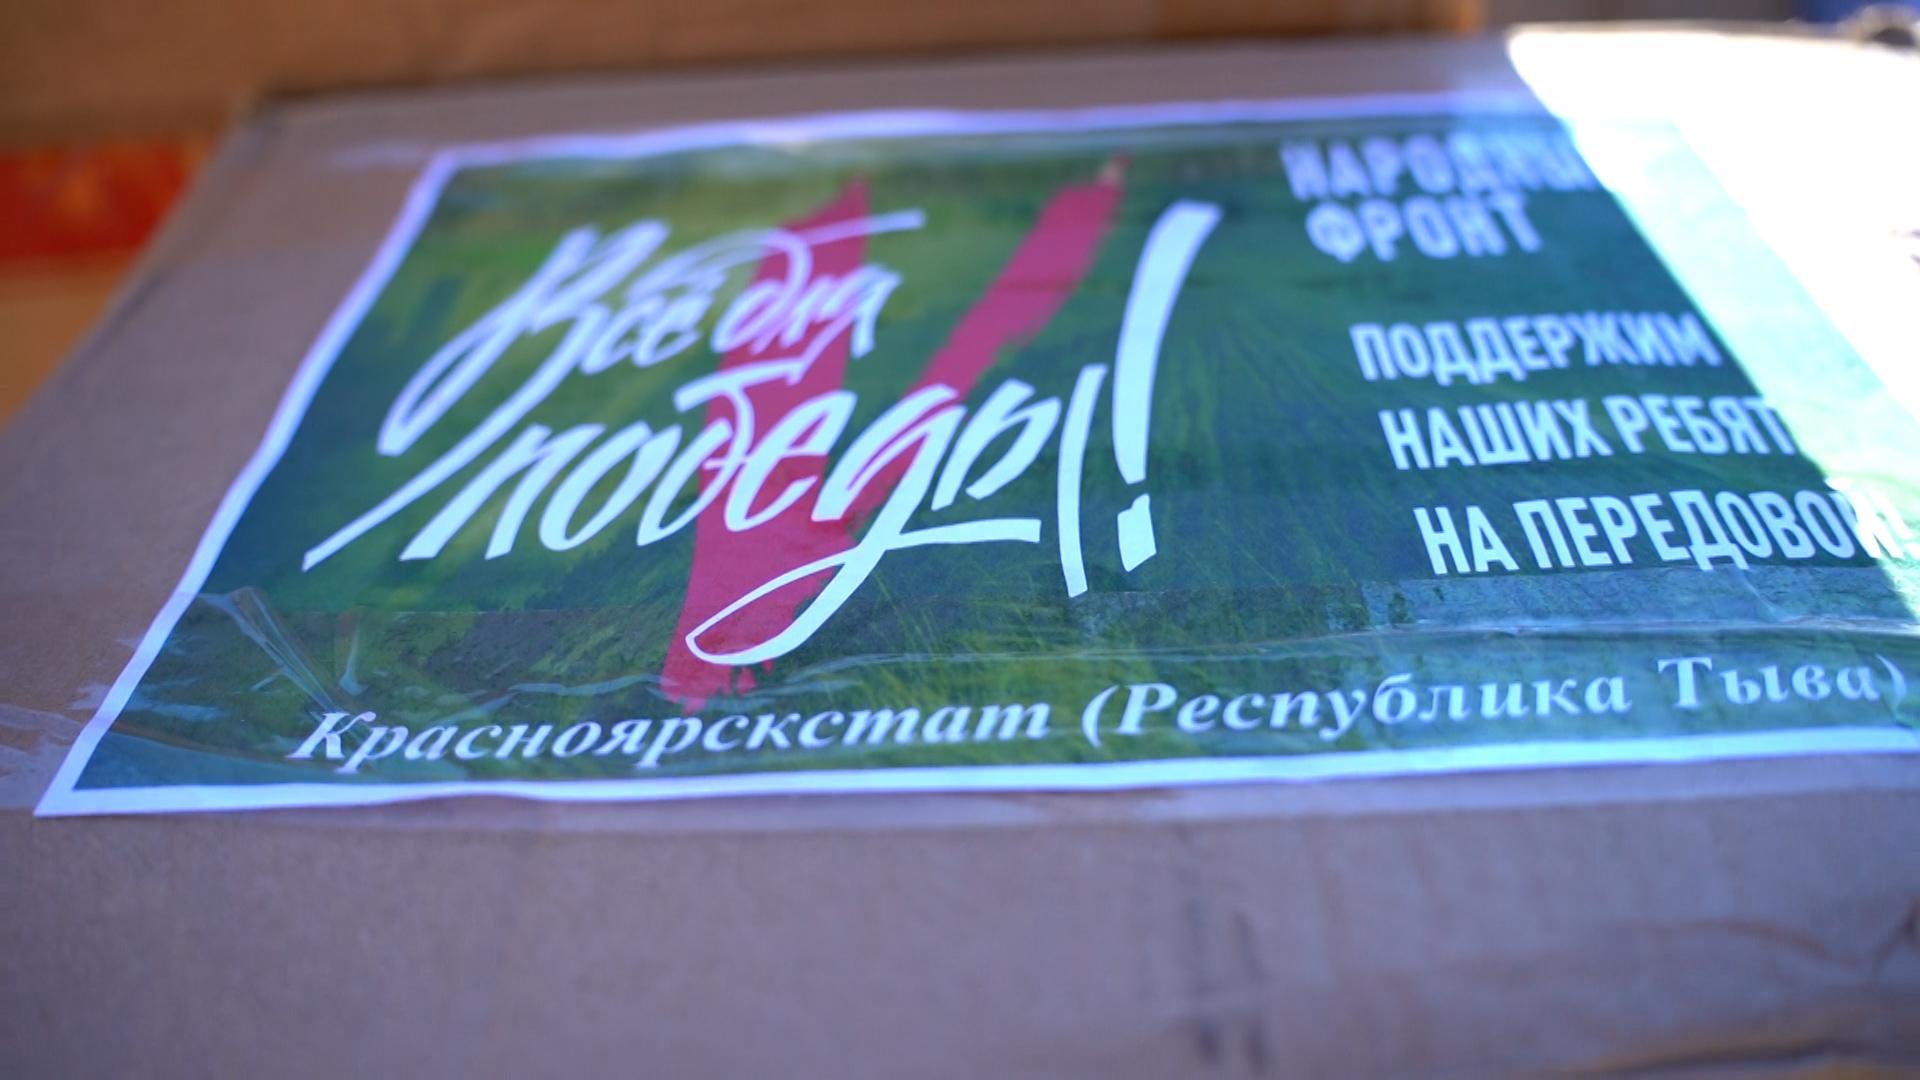 Всё для
победы!
НАРОДНЫЙ
ФРОНТ
ПОДДЕРЖИМ
НАШИХ РЕБЯТ
НА ПЕРЕДОВОЙ!
Красноярскстат (Республика Тыва)